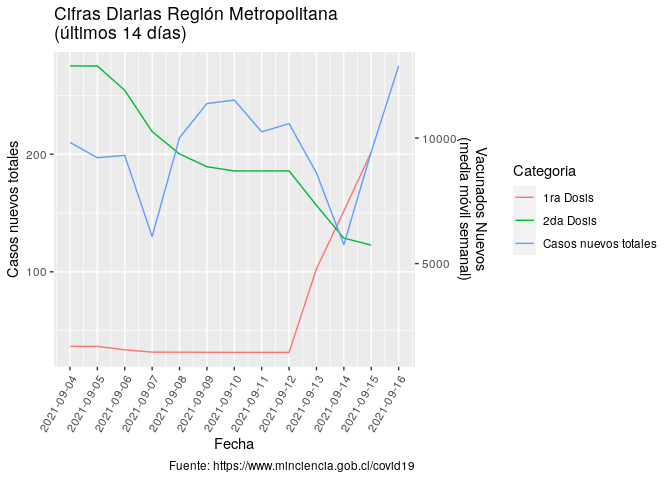 Cifras Diarias Región Metropolitana
(últimos 14 días)
Casos nuevos totales
200
100
10000
5000
Vacunados Nuevos
(media móvil semanal)
2021-09-04
2021-09-05
2021-09-06
2021-09-07
2021-09-08
2021-09-09
2021-09-10
2021-09-11
2021-09-12
2021-09-13
2021-09-14
2021-09-15
2021-09-16
Fecha
Categoria
1ra Dosis
2da Dosis
Casos nuevos totales
Fuente: https://www.minciencia.gob.cl/covid19